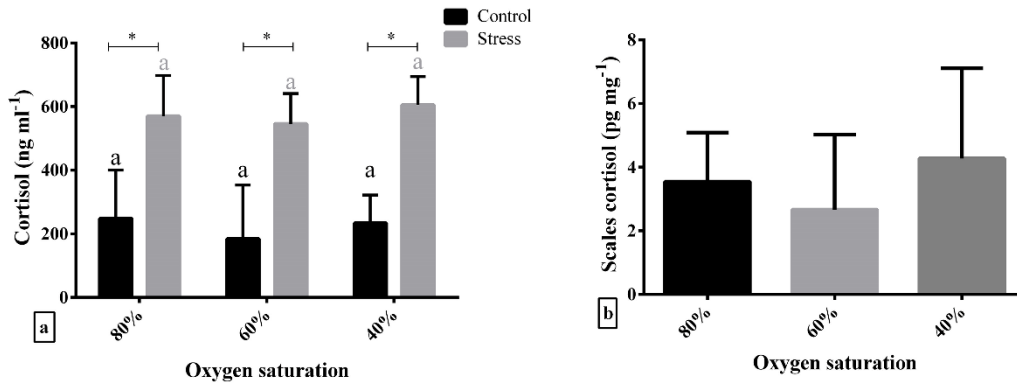 Control
Stress
Cortisol (ng ml⁻¹)
800
600
400
200
0
*
*
*
a
a
a
a
a
a
80%
60%
40%
Oxygen saturation
a
Scales cortisol (pg mg⁻¹)
8
6
4
2
0
80%
60%
40%
Oxygen saturation
b